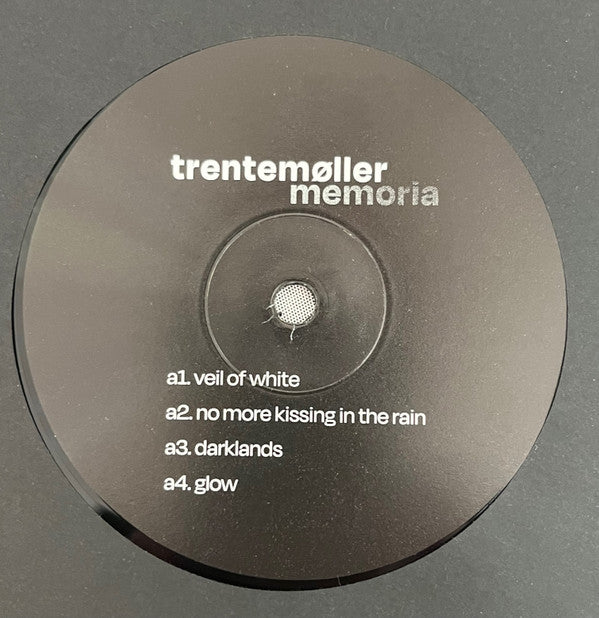 trentemøller
memoria
a1. veil of white
a2. no more kissing in the rain
a3. darklands
a4. glow